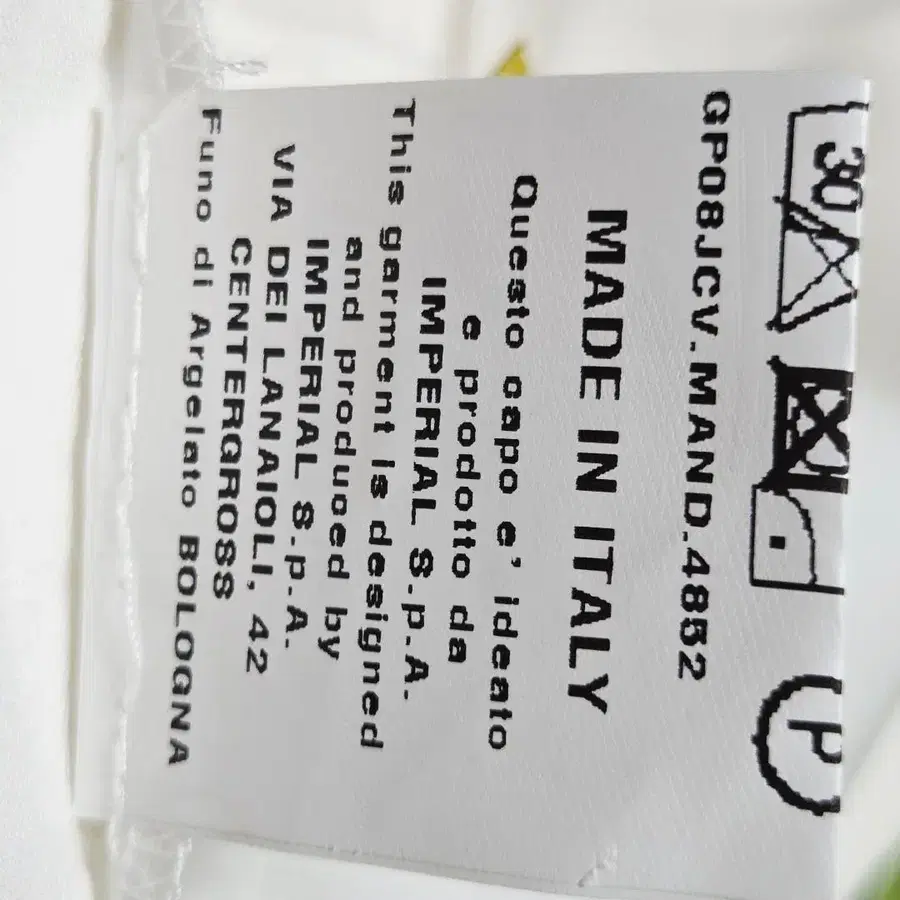 30
P
GP08JCV.MAND.4852
MADE IN ITALY
Questo capo e' ideato
e prodotto da
IMPERIAL S.p.A.
This garment is designed
and produced by
IMPERIAL S.p.A.
VIA DEI LANAIOLI, 42
CENTERGROSS
Funo di Argelato BOLOGNA